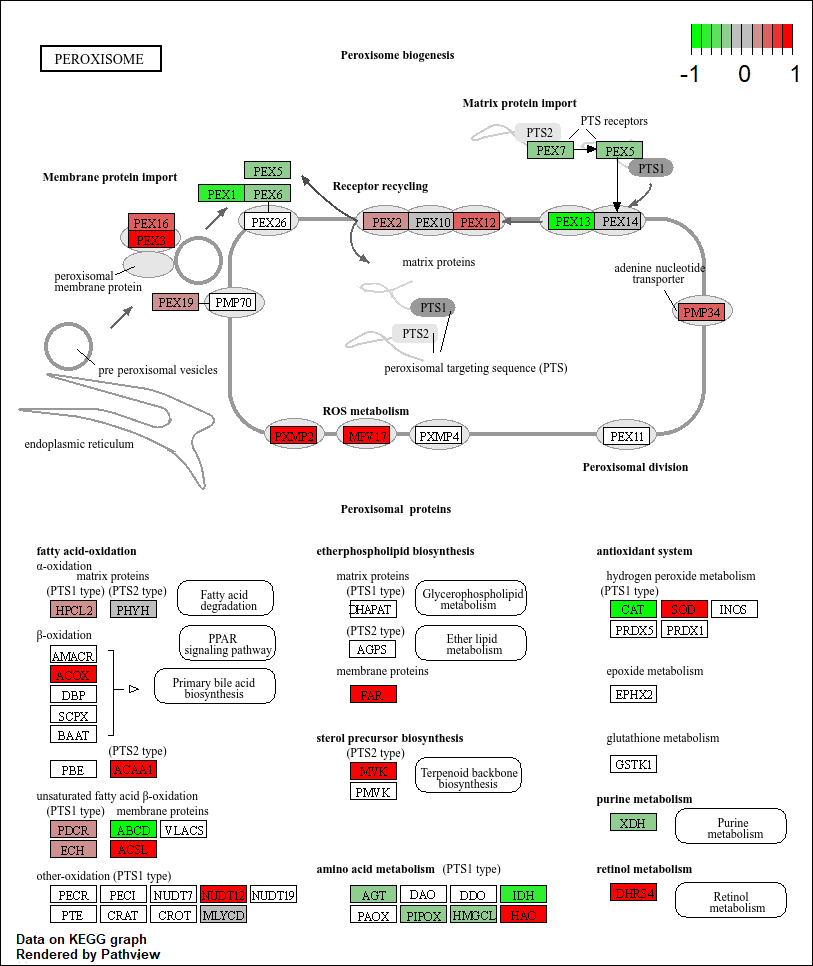 PEROXISOME
Peroxisome biogenesis
-1 0 1
Matrix protein import
PTS receptors
PTS2
PEX7
PEX5
PTS1
Membrane protein import
PEX5
PEX1
PEX6
PEX26
Receptor recycling
PEX2
PEX10
PEX12
PEX13
PEX14
PEX16
PEX3
peroxisomal
membrane protein
PEX19
PMP70
matrix proteins
PTS1
PTS2
peroxisomal targeting sequence (PTS)
adenine nucleotide
transporter
PMP34
pre peroxisomal vesicles
endoplasmic reticulum
ROS metabolism
PXMP2
MPV17
PXMP4
PEX11
Peroxisomal division
Peroxisomal proteins
fatty acid-oxidation
α-oxidation
matrix proteins
(PTS1 type) (PTS2 type)
HPCL2
PHYH
Fatty acid
degradation
β-oxidation
PPAR
signaling pathway
AMACR
ACOX
DBP
SCPX
BAAT
Primary bile acid
biosynthesis
(PTS2 type)
PBE
ACAA1
unsaturated fatty acid β-oxidation
(PTS1 type) membrane proteins
PDCR
ABCD
VLACS
ECH
ACSL
other-oxidation (PTS1 type)
PECR
PECI
NUDT7
NUDT12
NUDT19
PTE
CRAT
CROT
MLYCD
etherphospholipid biosynthesis
matrix proteins
(PTS1 type)
DHAPAT
Glycerophospholipid
metabolism
(PTS2 type)
AGPS
Ether lipid
metabolism
membrane proteins
FAR
sterol precursor biosynthesis
(PTS2 type)
MVK
PMVK
Terpenoid backbone
biosynthesis
amino acid metabolism (PTS1 type)
AGT
DAO
DDO
IDH
PAOX
PIPOX
HMGCL
HAO
antioxidant system
hydrogen peroxide metabolism
(PTS1 type)
CAT
SOD
INOS
PRDX5
PRDX1
epoxide metabolism
EPHX2
glutathione metabolism
GSTK1
purine metabolism
XDH
Purine
metabolism
retinol metabolism
DHRS4
Retinol
metabolism
Data on KEGG graph
Rendered by Pathview